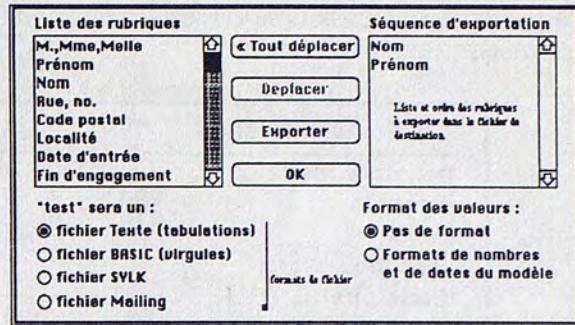 Liste des rubriques
M.,Mme,Melle
Prénom
Nom
Rue, no.
Code postal
Localité
Date d'entrée
Fin d'engagement
« Tout déplacer
Deplacer
Exporter
OK
Séquence d'exportation
Nom
Prénom
Liste et ordre des rubriques
à exporter dans le fichier de
destination
"test" sera un :
fichier Texte (tabulations)
fichier BASIC (virgules)
fichier SYLK
fichier Mailing
formats de fichier
Format des valeurs :
Pas de format
Formats de nombres
et de dates du modèle